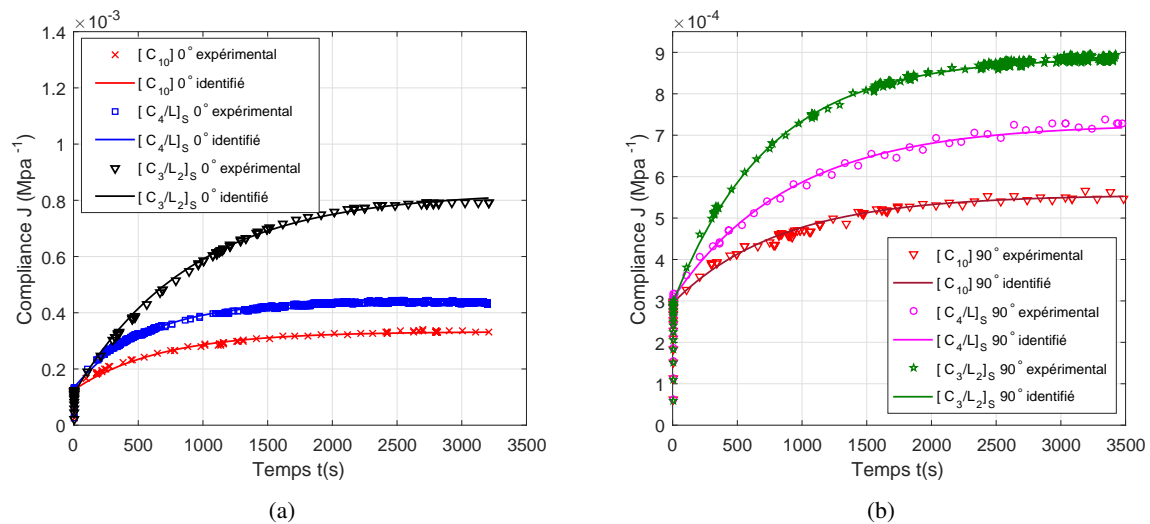 ×10⁻³
1.4
1.2
1
0.8
0.6
0.4
0.2
0
Compliance J (Mpa⁻¹)
[ C₁₀] 0° expérimental
[ C₁₀] 0° identifié
[ C₄/L]ₛ 0° expérimental
[ C₄/L]ₛ 0° identifié
[ C₃/L₂]ₛ 0° expérimental
[ C₃/L₂]ₛ 0° identifié
0 500 1000 1500 2000 2500 3000 3500
Temps t(s)
(a)
×10⁻⁴
9
8
7
6
5
4
3
2
1
0
Compliance J (Mpa⁻¹)
[ C₁₀] 90° expérimental
[ C₁₀] 90° identifié
[ C₄/L]ₛ 90° expérimental
[ C₄/L]ₛ 90° identifié
[ C₃/L₂]ₛ 90° expérimental
[ C₃/L₂]ₛ 90° identifié
0 500 1000 1500 2000 2500 3000 3500
Temps t(s)
(b)